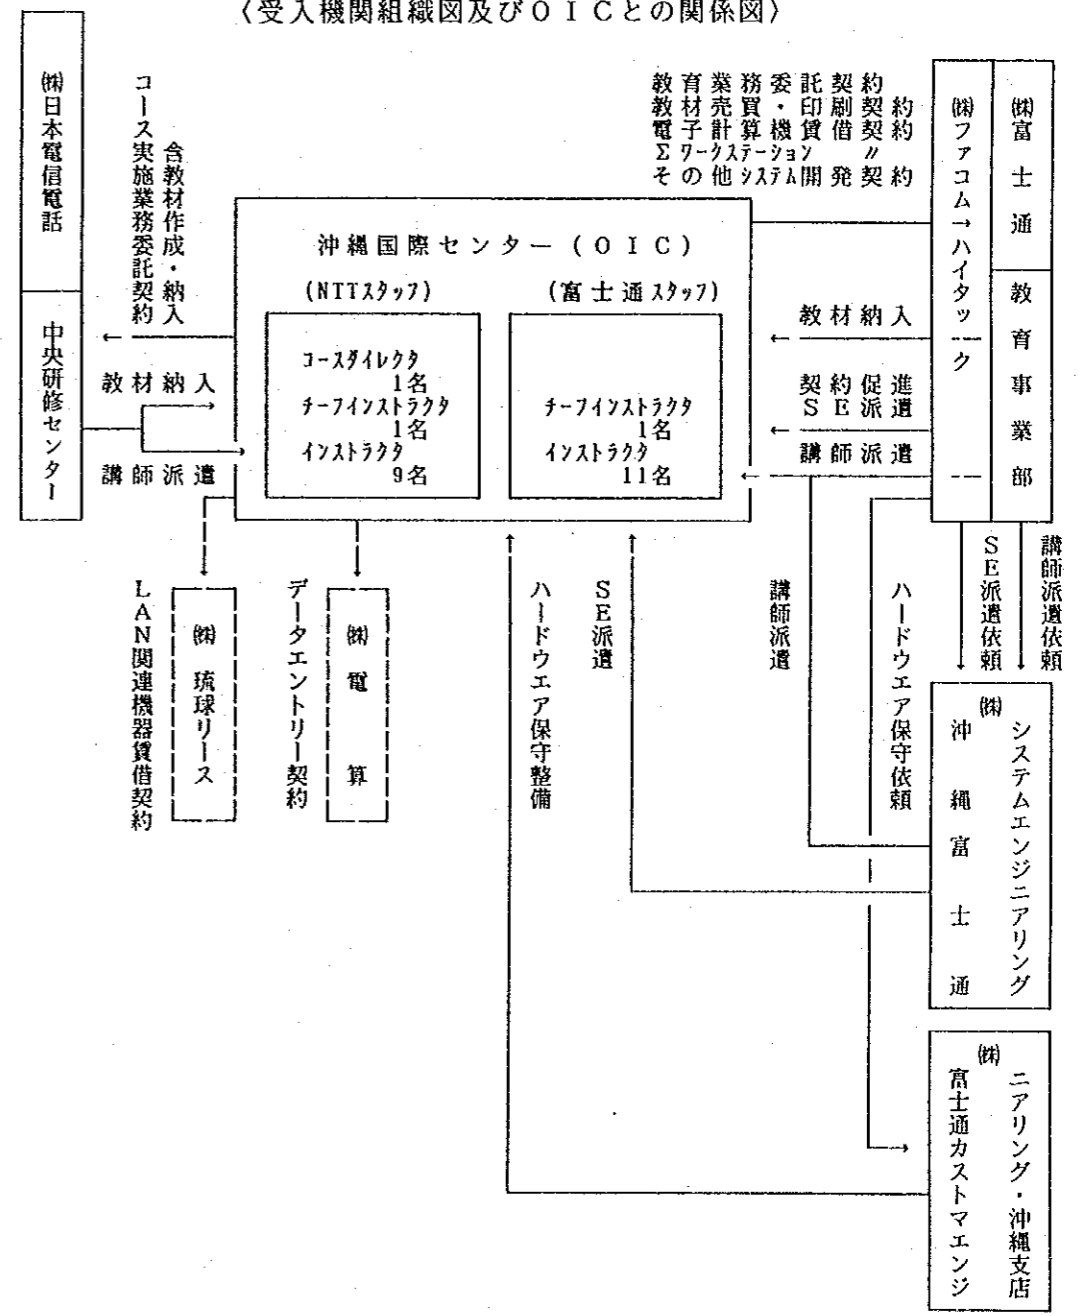 〈受入機関組織図及びOICとの関係図〉
㈱日本電信電話
中央研修センター
コース実施業務委託契約
含教材作成・納入
教材納入
講師派遣
教育業務委託契約
教材売買・印刷契約
電子計算機賃借契約
Σワークステーション 〃
その他システム開発契約
沖縄国際センター(OIC)
(NTTスタッフ)
コースダイレクタ
1名
チーフインストラクタ
1名
インストラクタ
9名
(富士通スタッフ)
チーフインストラクタ
1名
インストラクタ
11名
教材納入
契約促進
SE派遣
講師派遣
㈱ファコム→ハイタック
㈱富士通
教育事業部
LAN関連機器賃借契約
㈱琉球リース
データエントリー契約
㈱電算
ハードウエア保守整備
SE派遣
講師派遣
ハードウエア保守依頼
SE派遣依頼
講師派遣依頼
㈱沖縄富士通
システムエンジニアリング
㈱富士通カストマエンジ
ニアリング・沖縄支店